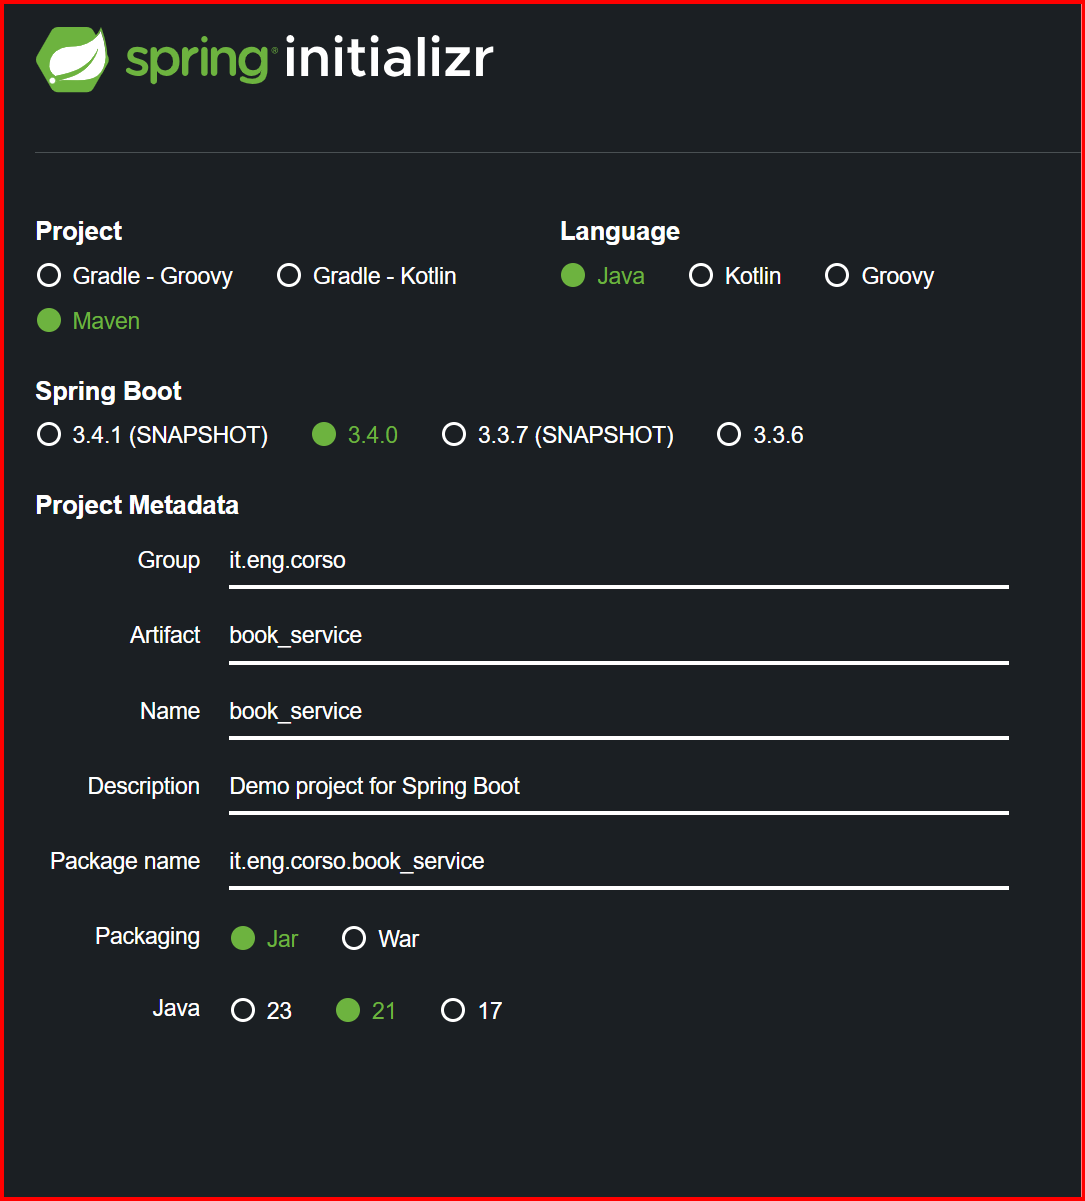 spring initializr
Project
Gradle - Groovy Gradle - Kotlin
Maven
Language
Java Kotlin Groovy
Spring Boot
3.4.1 (SNAPSHOT) 3.4.0 3.3.7 (SNAPSHOT) 3.3.6
Project Metadata
Group it.eng.corso
Artifact book_service
Name book_service
Description Demo project for Spring Boot
Package name it.eng.corso.book_service
Packaging Jar War
Java 23 21 17